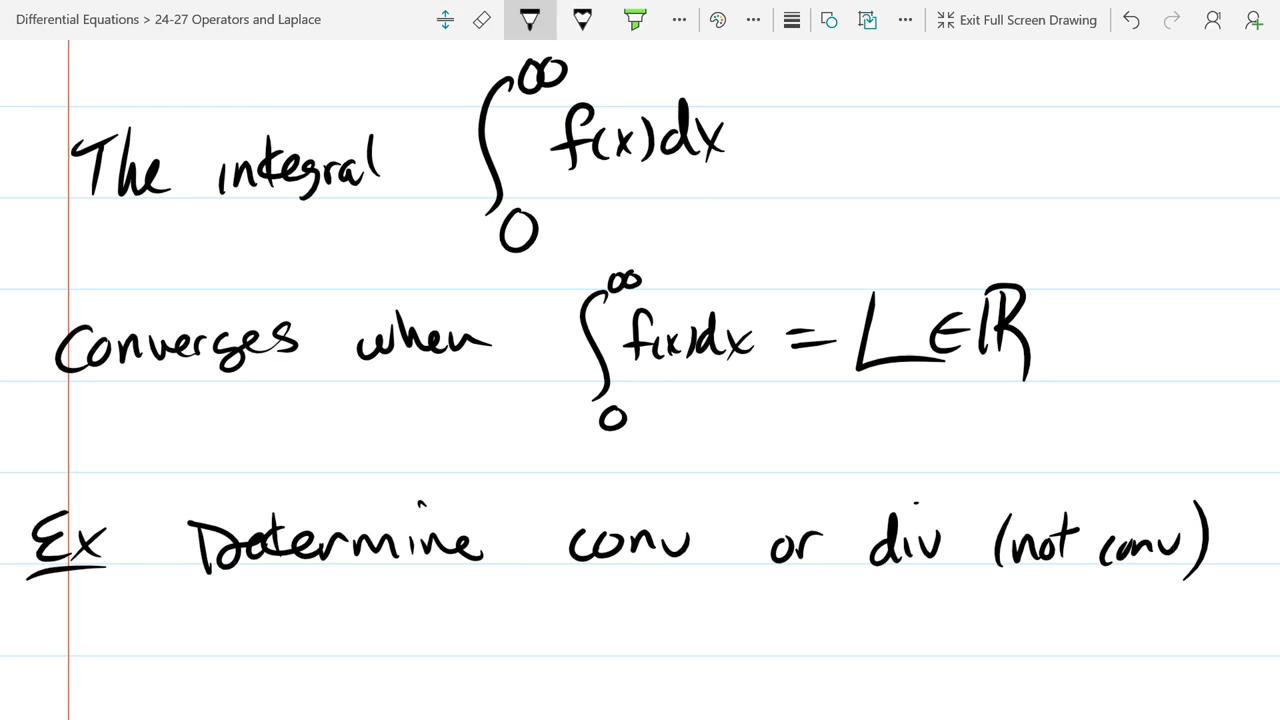 Differential Equations > 24-27 Operators and Laplace
Exit Full Screen Drawing
The integral ∫₀^∞ f(x)dx
Converges when ∫₀^∞ f(x)dx = L ∈ ℝ
Ex Determine conv or div (not conv)